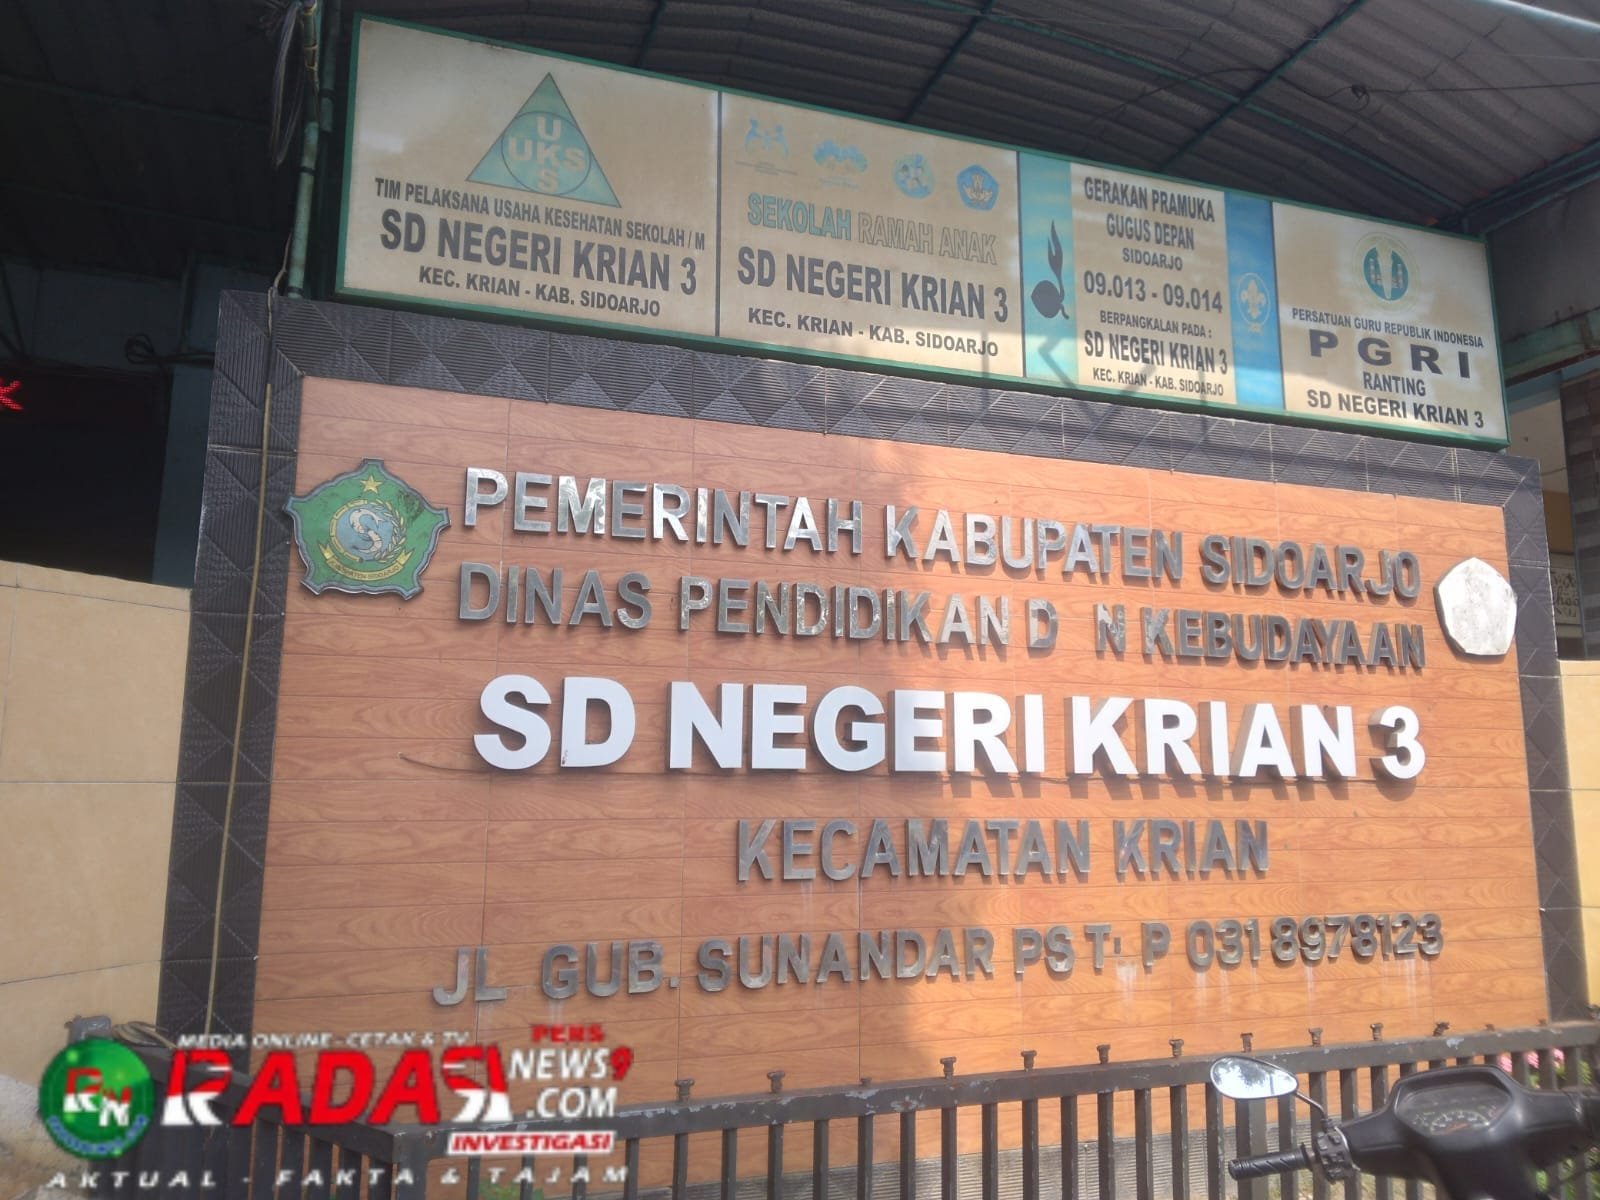 UKS
TIM PELAKSANA USAHA KESEHATAN SEKOLAH / M
SD NEGERI KRIAN 3
KEC. KRIAN - KAB. SIDOARJO
SEKOLAH RAMAH ANAK
SD NEGERI KRIAN 3
KEC. KRIAN - KAB. SIDOARJO
GERAKAN PRAMUKA
GUGUS DEPAN
SIDOARJO
09.013 - 09.014
BERPANGKALAN PADA :
SD NEGERI KRIAN 3
KEC. KRIAN - KAB. SIDOARJO
PERSATUAN GURU REPUBLIK INDONESIA
PGRI
RANTING
SD NEGERI KRIAN 3
PEMERINTAH KABUPATEN SIDOARJO
DINAS PENDIDIKAN D N KEBUDAYAAN
KABUPATEN SIDOARJO
SD NEGERI KRIAN 3
KECAMATAN KRIAN
JL GUB. SUNANDAR PS T: P 031 8978123
MEDIA ONLINE - CETAK & TV
PERS
RADAR NEWS9
.COM
INVESTIGASI
AKTUAL - FAKTA & TAJAM